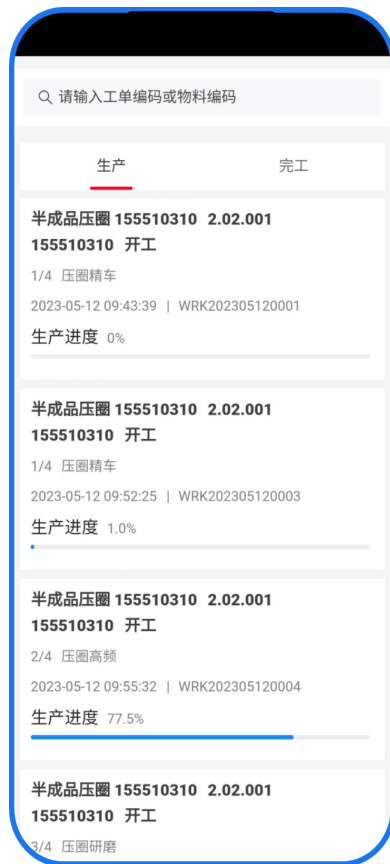 请输入工单编码或物料编码
生产 完工
半成品压圈 155510310 2.02.001
155510310 开工
1/4 压圈精车
2023-05-12 09:43:39 | WRK202305120001
生产进度 0%
半成品压圈 155510310 2.02.001
155510310 开工
1/4 压圈精车
2023-05-12 09:52:25 | WRK202305120003
生产进度 1.0%
半成品压圈 155510310 2.02.001
155510310 开工
2/4 压圈高频
2023-05-12 09:55:32 | WRK202305120004
生产进度 77.5%
半成品压圈 155510310 2.02.001
155510310 开工
3/4 压圈研磨